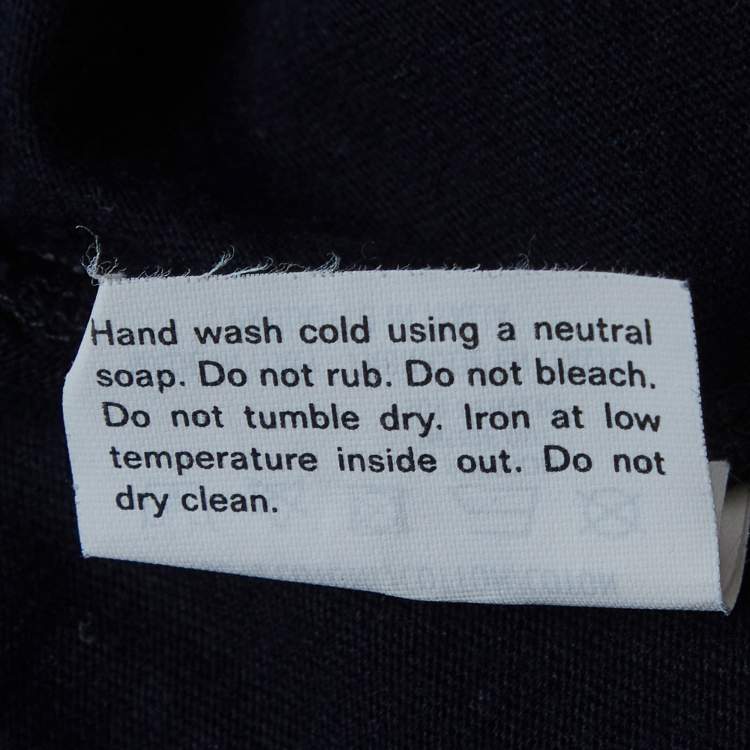 Hand wash cold using a neutral
soap. Do not rub. Do not bleach.
Do not tumble dry. Iron at low
temperature inside out. Do not
dry clean.